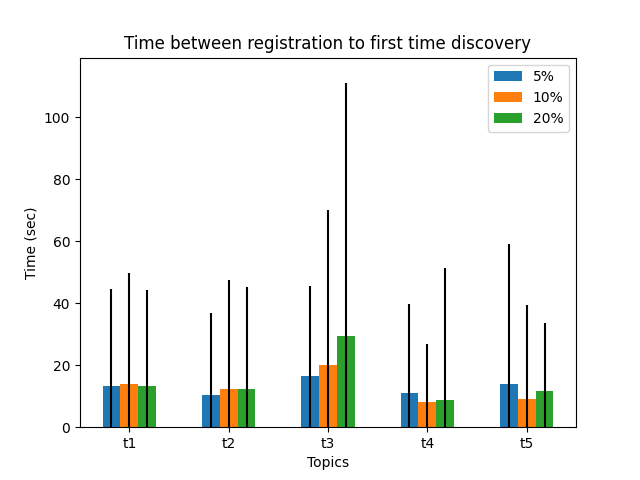 Time between registration to first time discovery
5%
10%
20%
100
80
60
40
20
0
Time (sec)
t1 t2 t3 t4 t5
Topics